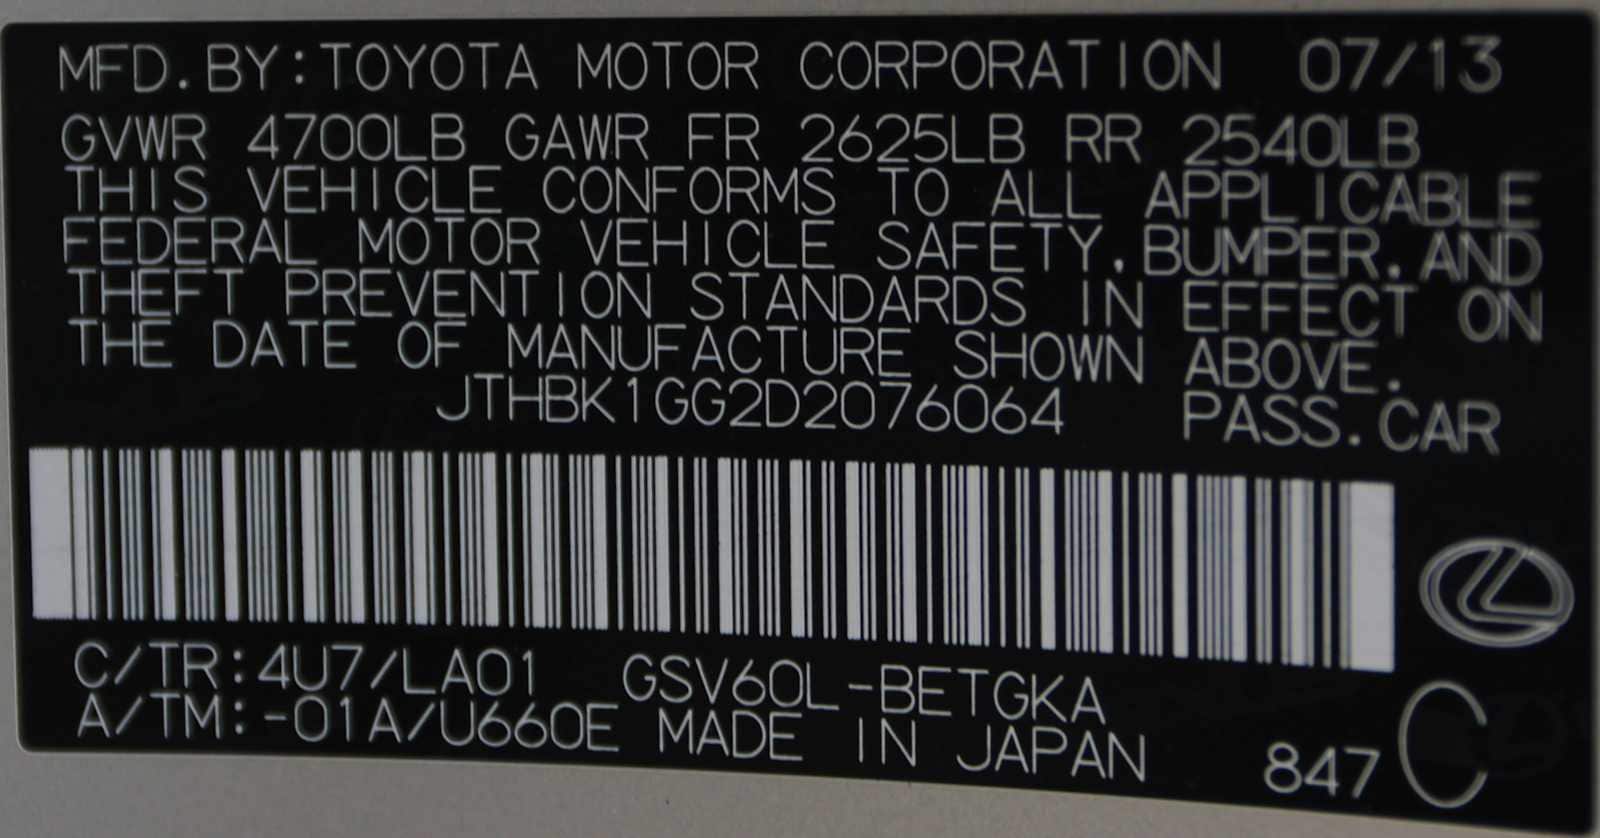 MFD. BY: TOYOTA MOTOR CORPORATION 07/13
GVWR 4700LB GAWR FR 2625LB RR 2540LB
THIS VEHICLE CONFORMS TO ALL APPLICABLE
FEDERAL MOTOR VEHICLE SAFETY, BUMPER, AND
THEFT PREVENTION STANDARDS IN EFFECT ON
THE DATE OF MANUFACTURE SHOWN ABOVE.
JTHBK1GG2D2076064 PASS. CAR
C/TR: 4U7/LA01 GSV60L-BETGKA
A/TM: -01A/U660E MADE IN JAPAN
847 C